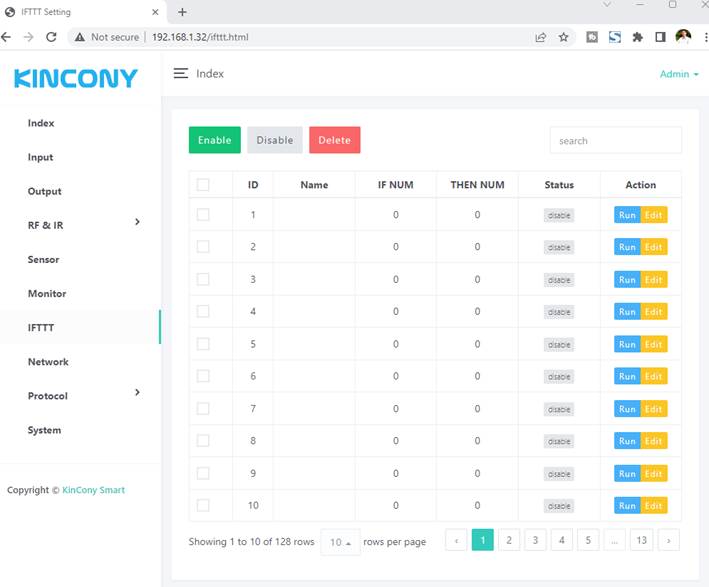 IFTTT Setting
Not secure | 192.168.1.32/ifttt.html
KINCONY
Index
Admin
Index
Input
Output
RF & IR
Sensor
Monitor
IFTTT
Network
Protocol
System
Copyright © KinCony Smart
Enable Disable Delete search
ID Name IF NUM THEN NUM Status Action
1 0 0 disable Run Edit
2 0 0 disable Run Edit
3 0 0 disable Run Edit
4 0 0 disable Run Edit
5 0 0 disable Run Edit
6 0 0 disable Run Edit
7 0 0 disable Run Edit
8 0 0 disable Run Edit
9 0 0 disable Run Edit
10 0 0 disable Run Edit
Showing 1 to 10 of 128 rows 10 rows per page ‹ 1 2 3 4 5 ... 13 ›